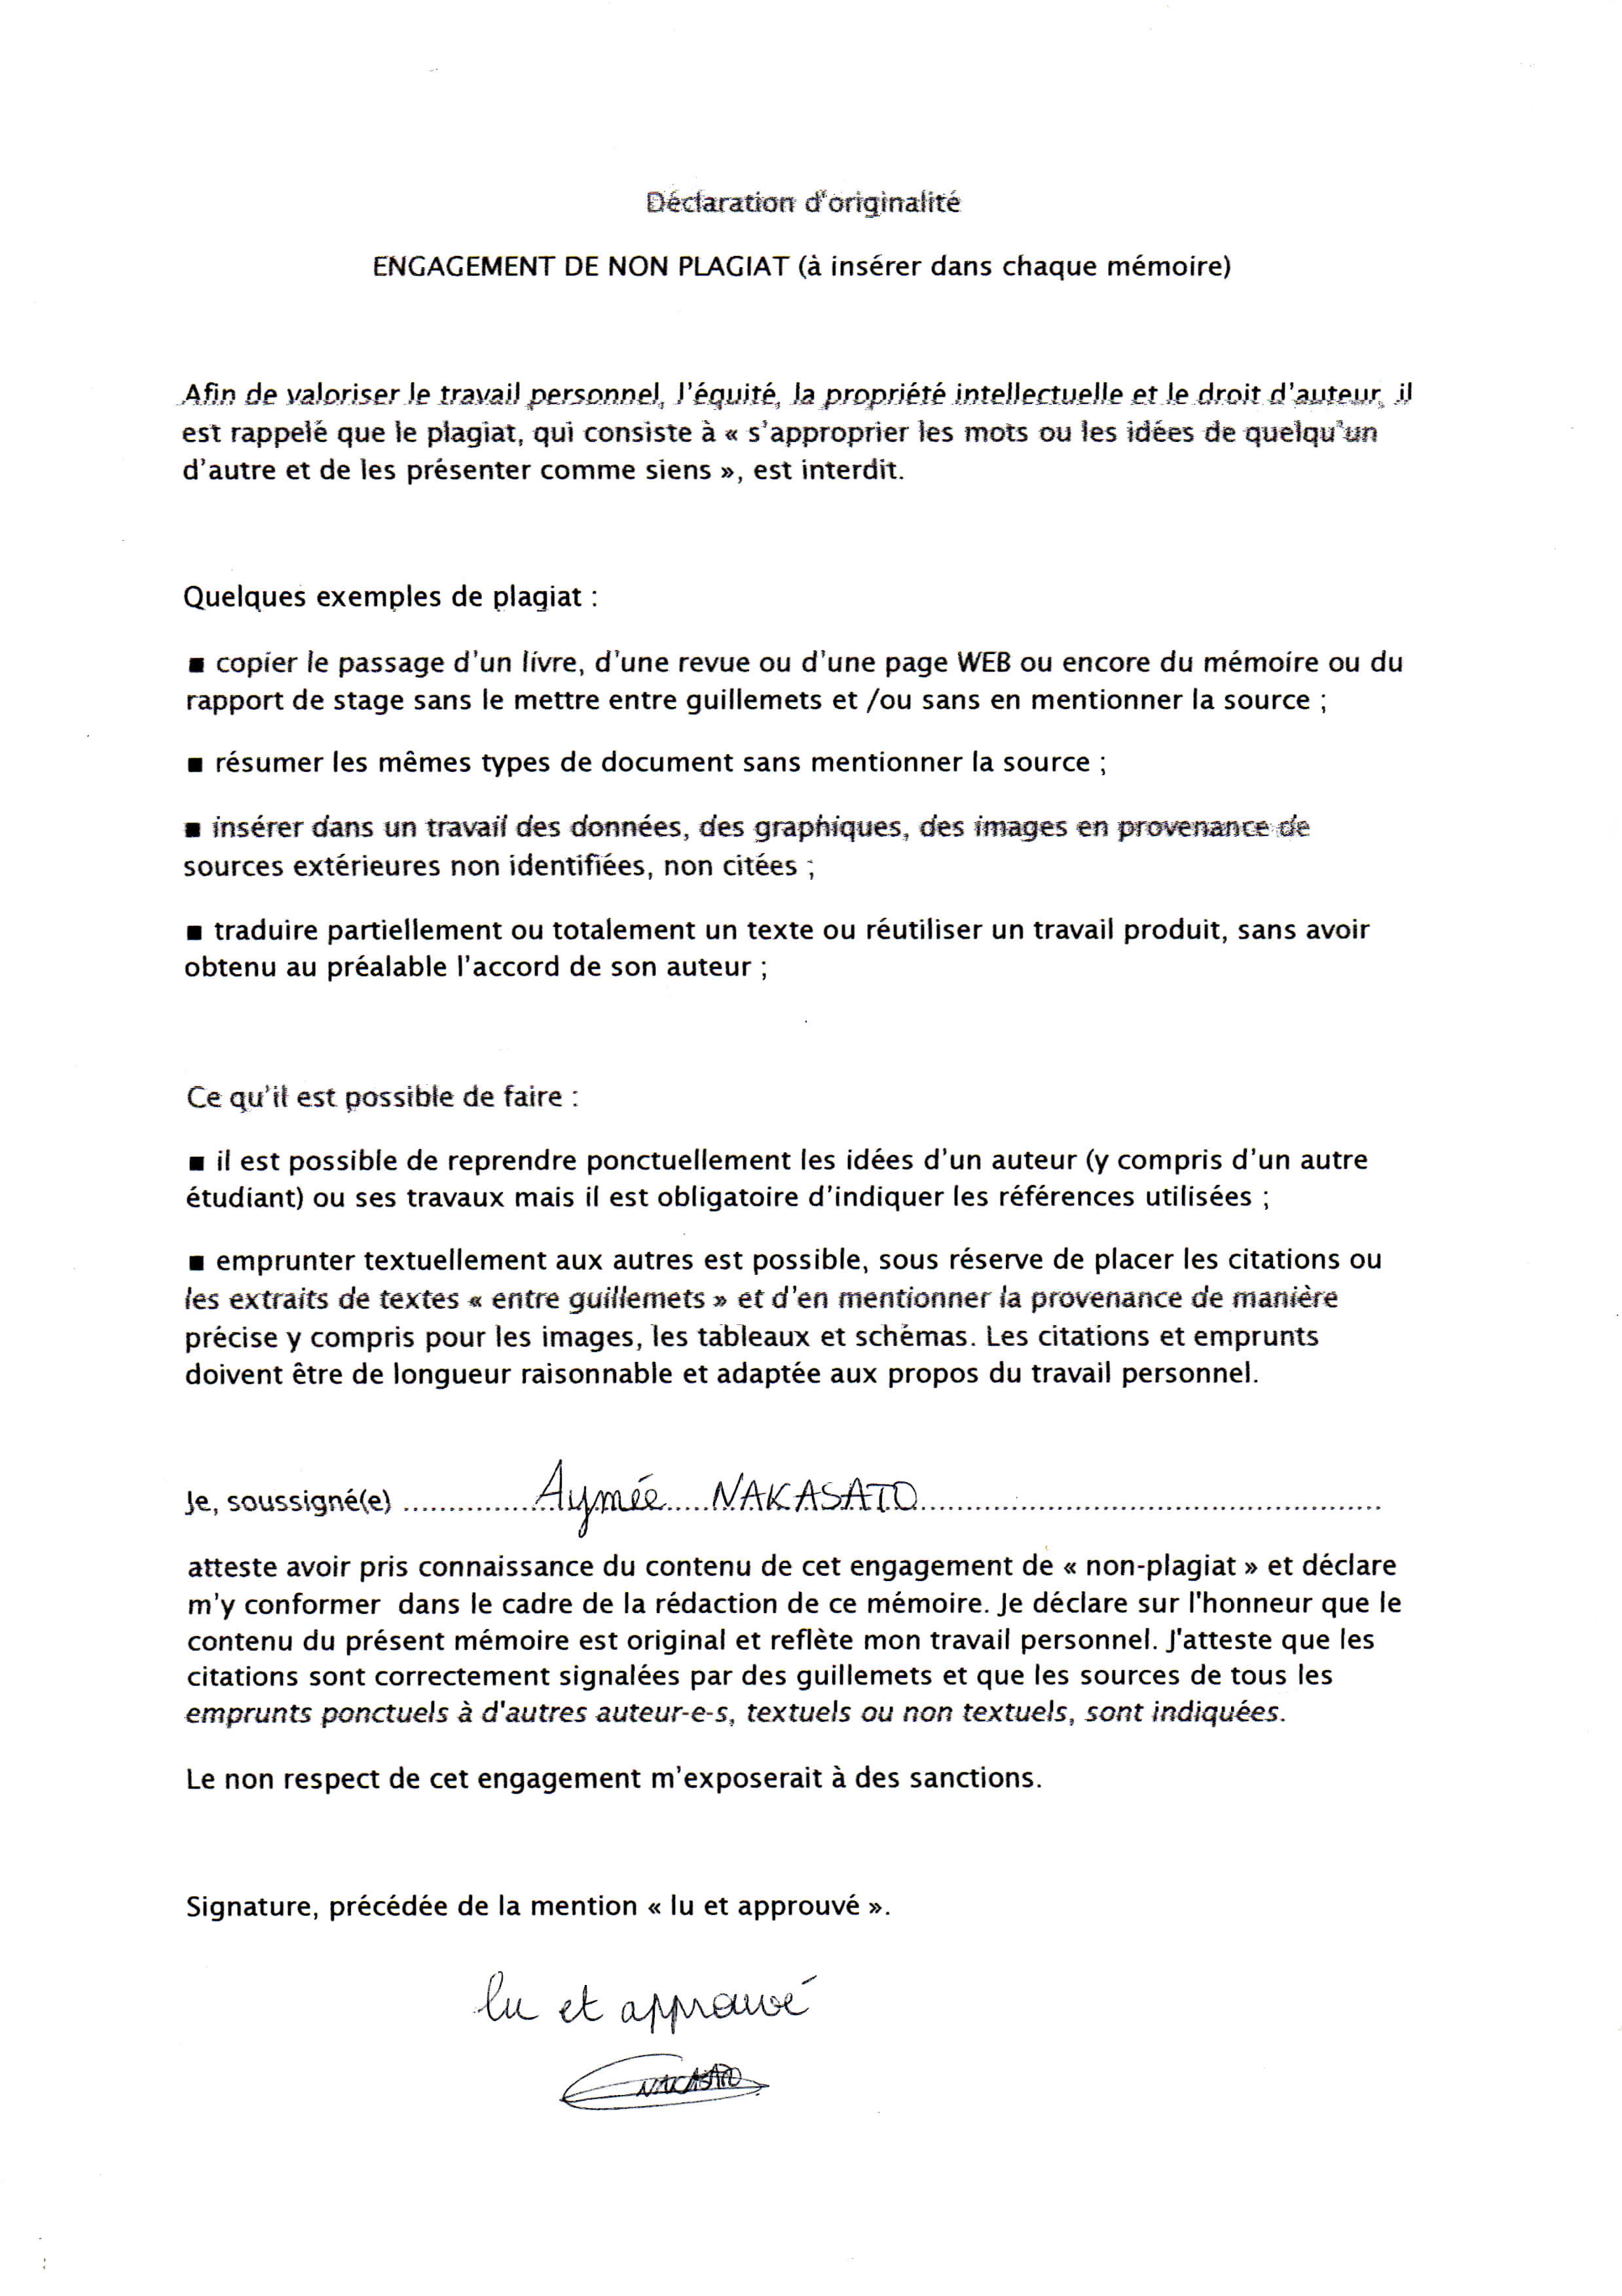 Déclaration d'originalité
ENGAGEMENT DE NON PLAGIAT (à insérer dans chaque mémoire)
Afin de valoriser le travail personnel, l'équité, la propriété intellectuelle et le droit d'auteur, il
est rappelé que le plagiat, qui consiste à « s'approprier les mots ou les idées de quelqu'un
d'autre et de les présenter comme siens », est interdit.
Quelques exemples de plagiat :
■ copier le passage d'un livre, d'une revue ou d'une page WEB ou encore du mémoire ou du
rapport de stage sans le mettre entre guillemets et /ou sans en mentionner la source ;
■ résumer les mêmes types de document sans mentionner la source ;
■ insérer dans un travail des données, des graphiques, des images en provenance de
sources extérieures non identifiées, non citées ;
■ traduire partiellement ou totalement un texte ou réutiliser un travail produit, sans avoir
obtenu au préalable l'accord de son auteur ;
Ce qu'il est possible de faire :
■ il est possible de reprendre ponctuellement les idées d'un auteur (y compris d'un autre
étudiant) ou ses travaux mais il est obligatoire d'indiquer les références utilisées ;
■ emprunter textuellement aux autres est possible, sous réserve de placer les citations ou
les extraits de textes « entre guillemets » et d'en mentionner la provenance de manière
précise y compris pour les images, les tableaux et schémas. Les citations et emprunts
doivent être de longueur raisonnable et adaptée aux propos du travail personnel.
Je, soussigné(e) Aymée NAKASATO
atteste avoir pris connaissance du contenu de cet engagement de « non-plagiat » et déclare
m'y conformer dans le cadre de la rédaction de ce mémoire. Je déclare sur l'honneur que le
contenu du présent mémoire est original et reflète mon travail personnel. J'atteste que les
citations sont correctement signalées par des guillemets et que les sources de tous les
emprunts ponctuels à d'autres auteur-e-s, textuels ou non textuels, sont indiquées.
Le non respect de cet engagement m'exposerait à des sanctions.
Signature, précédée de la mention « lu et approuvé ».
lu et approuvé
NAKASATO